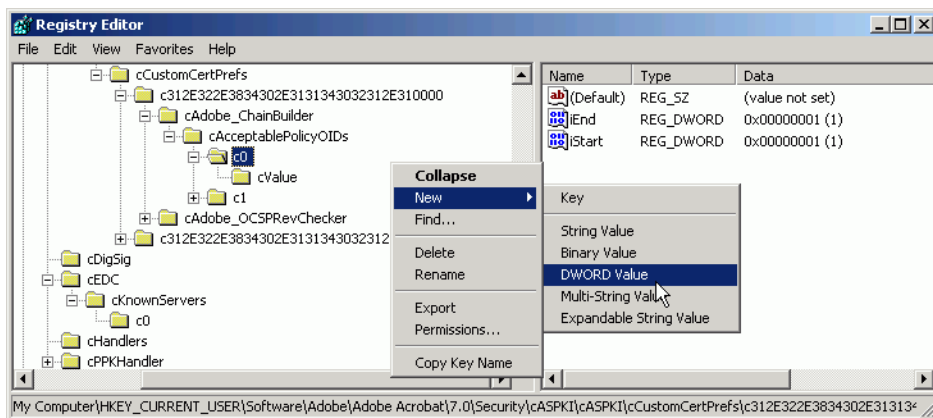 Registry Editor
File Edit View Favorites Help
cCustomCertPrefs
c312E322E3834302E3131343032312E310000
cAdobe_ChainBuilder
cAcceptablePolicyOIDs
c0
cValue
c1
cAdobe_OCSPRevChecker
c312E322E3834302E3131343032312
cDigSig
cEDC
cKnownServers
c0
cHandlers
cPPKHandler
Name Type Data
(Default) REG_SZ (value not set)
iEnd REG_DWORD 0x00000001 (1)
iStart REG_DWORD 0x00000001 (1)
Collapse
New
Find...
Delete
Rename
Export
Permissions...
Copy Key Name
Key
String Value
Binary Value
DWORD Value
Multi-String Value
Expandable String Value
My Computer\HKEY_CURRENT_USER\Software\Adobe\Adobe Acrobat\7.0\Security\cASPKI\cASPKI\cCustomCertPrefs\c312E322E3834302E31313